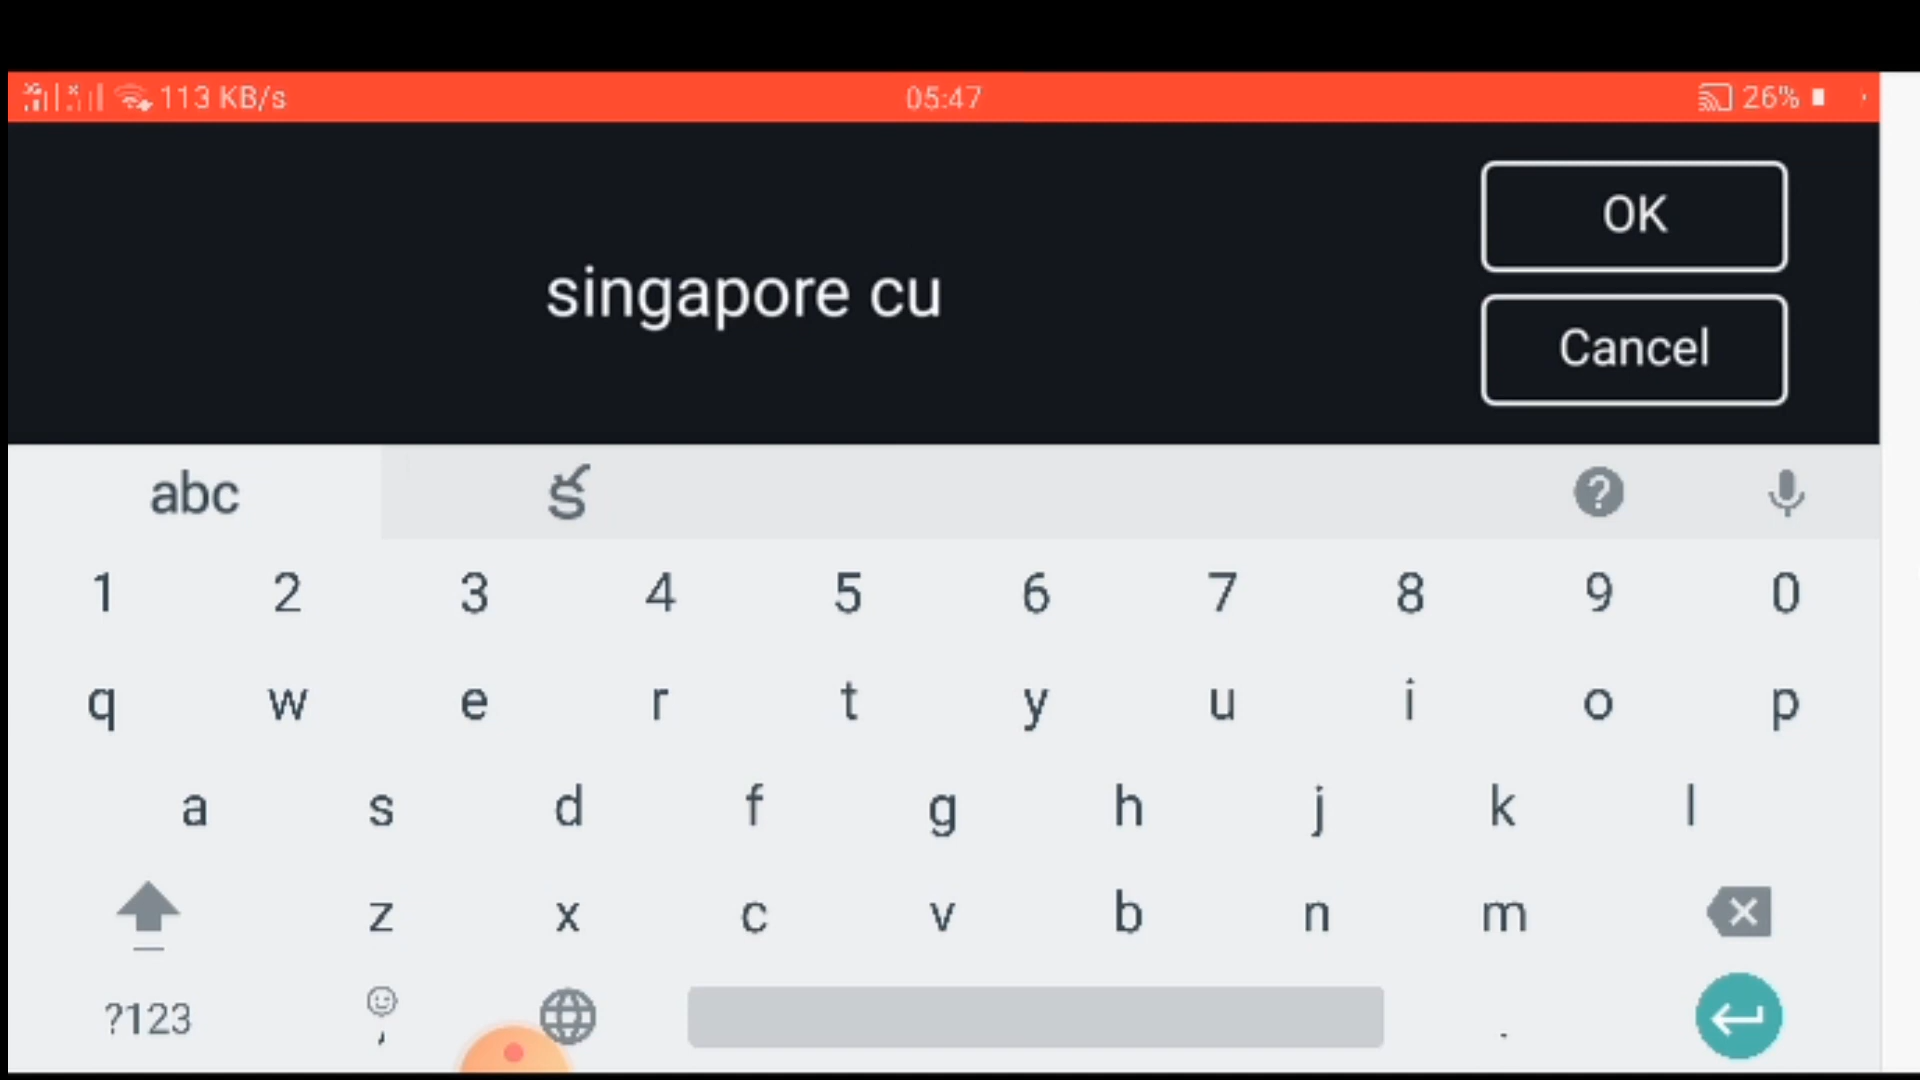 113 KB/s 05:47 26%
OK
singapore cu
Cancel
abc క
1 2 3 4 5 6 7 8 9 0
q w e r t y u i o p
a s d f g h j k l
z x c v b n m
?123 , .